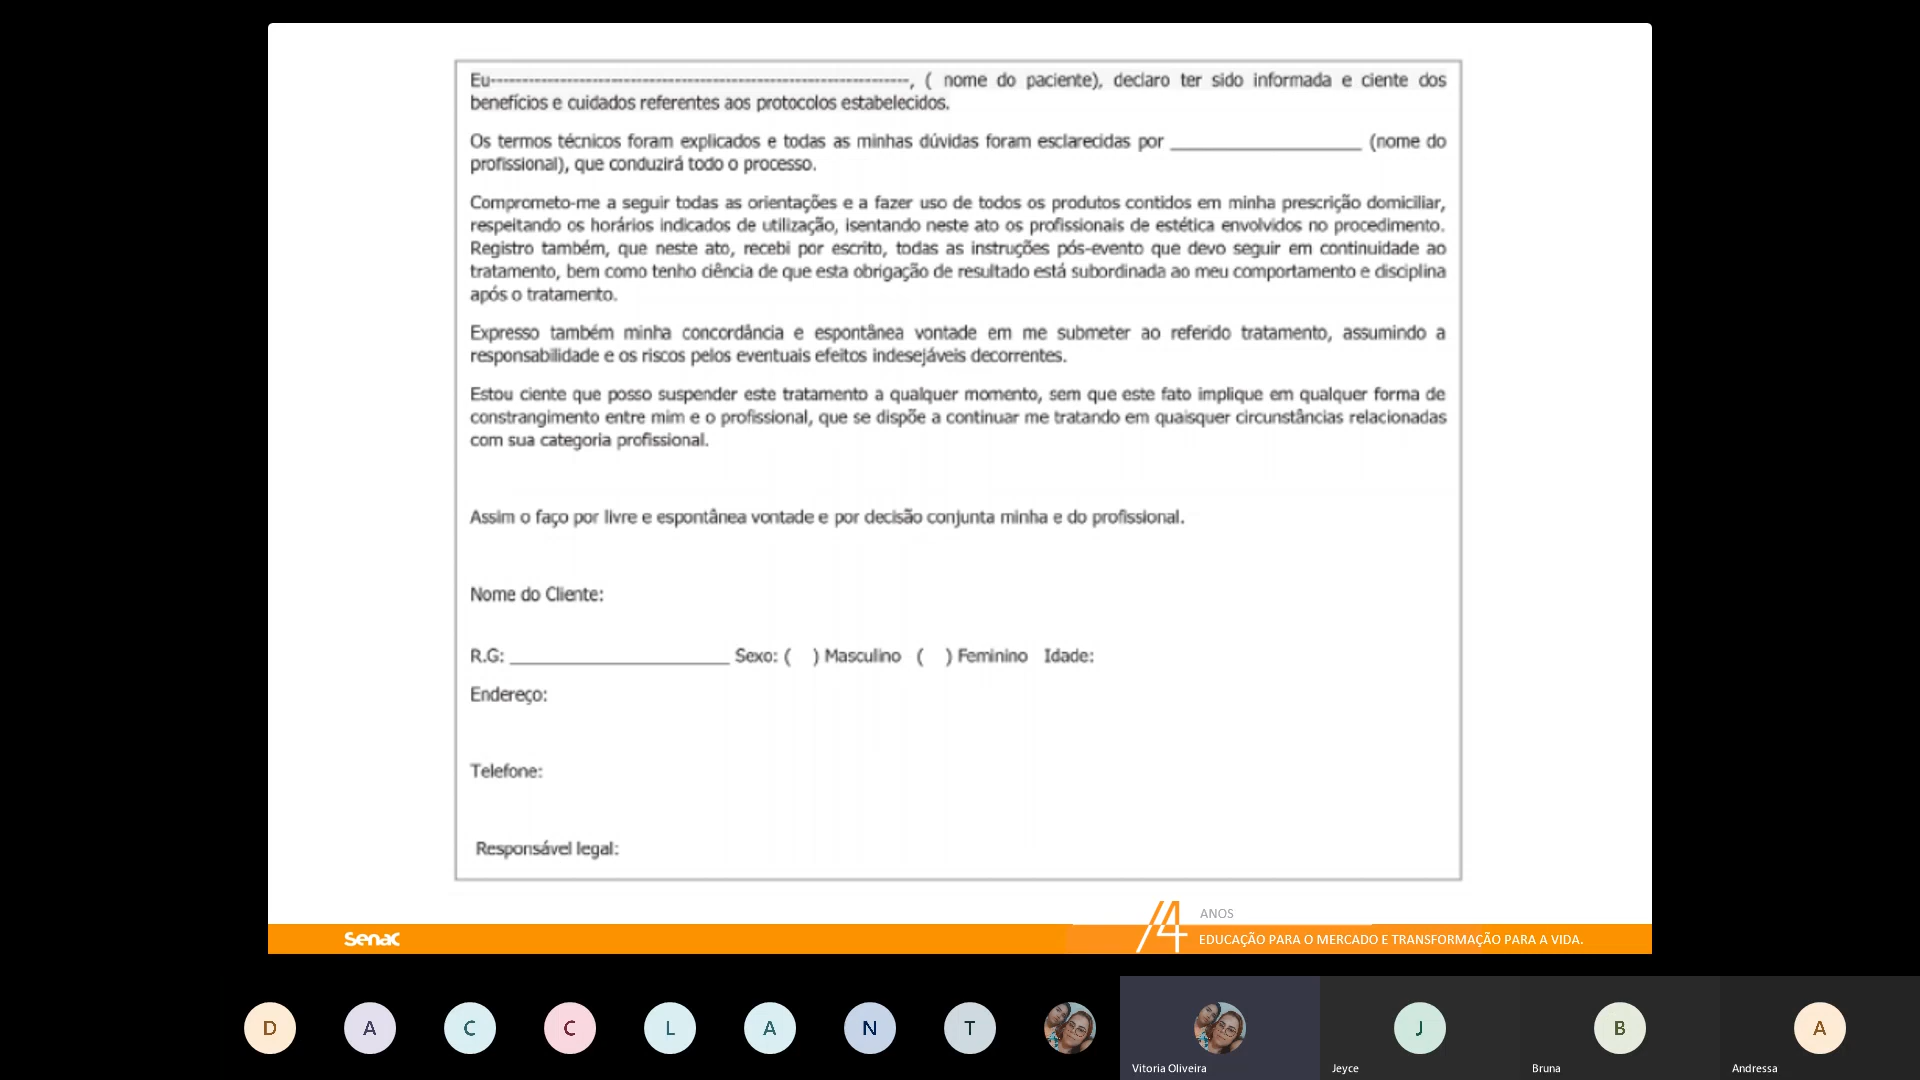 Eu-------------------------------------------------------------------, ( nome do paciente), declaro ter sido informada e ciente dos
benefícios e cuidados referentes aos protocolos estabelecidos.
Os termos técnicos foram explicados e todas as minhas dúvidas foram esclarecidas por ____________________ (nome do
profissional), que conduzirá todo o processo.
Comprometo-me a seguir todas as orientações e a fazer uso de todos os produtos contidos em minha prescrição domiciliar,
respeitando os horários indicados de utilização, isentando neste ato os profissionais de estética envolvidos no procedimento.
Registro também, que neste ato, recebi por escrito, todas as instruções pós-evento que devo seguir em continuidade ao
tratamento, bem como tenho ciência de que esta obrigação de resultado está subordinada ao meu comportamento e disciplina
após o tratamento.
Expresso também minha concordância e espontânea vontade em me submeter ao referido tratamento, assumindo a
responsabilidade e os riscos pelos eventuais efeitos indesejáveis decorrentes.
Estou ciente que posso suspender este tratamento a qualquer momento, sem que este fato implique em qualquer forma de
constrangimento entre mim e o profissional, que se dispõe a continuar me tratando em quaisquer circunstâncias relacionadas
com sua categoria profissional.
Assim o faço por livre e espontânea vontade e por decisão conjunta minha e do profissional.
Nome do Cliente:
R.G: _______________________ Sexo: (    ) Masculino   (    ) Feminino   Idade:
Endereço:
Telefone:
Responsável legal:
74 ANOS
EDUCAÇÃO PARA O MERCADO E TRANSFORMAÇÃO PARA A VIDA.
Senac
D A C C L A N T J B A
Vitoria Oliveira Jeyce Bruna Andressa